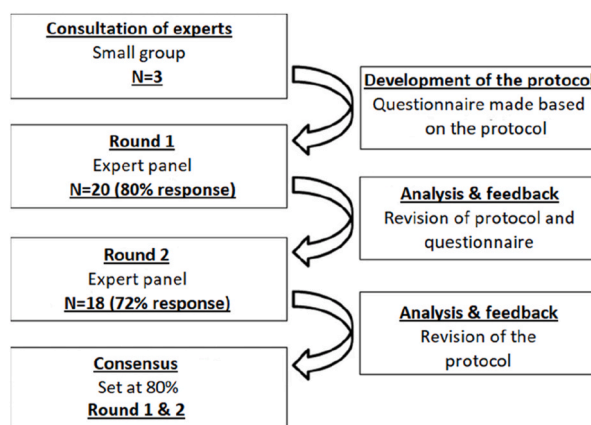 Consultation of experts
Small group
N=3
Development of the protocol
Questionnaire made based
on the protocol
Round 1
Expert panel
N=20 (80% response)
Analysis & feedback
Revision of protocol and
questionnaire
Round 2
Expert panel
N=18 (72% response)
Analysis & feedback
Revision of the
protocol
Consensus
Set at 80%
Round 1 & 2